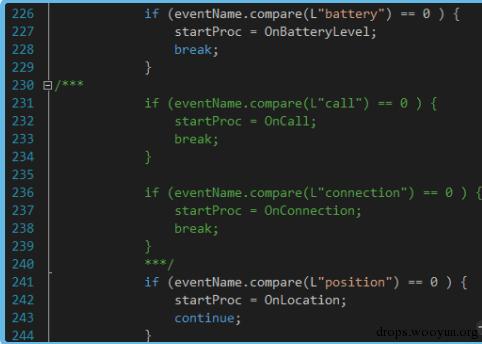 226 if (eventName.compare(L"battery") == 0 ) {
227 startProc = OnBatteryLevel;
228 break;
229 }
230 /***
231 if (eventName.compare(L"call") == 0 ) {
232 startProc = OnCall;
233 break;
234 }
235
236 if (eventName.compare(L"connection") == 0 ) {
237 startProc = OnConnection;
238 break;
239 }
240 ***/
241 if (eventName.compare(L"position") == 0 ) {
242 startProc = OnLocation;
243 continue;
244 }
drops.wooyun.org